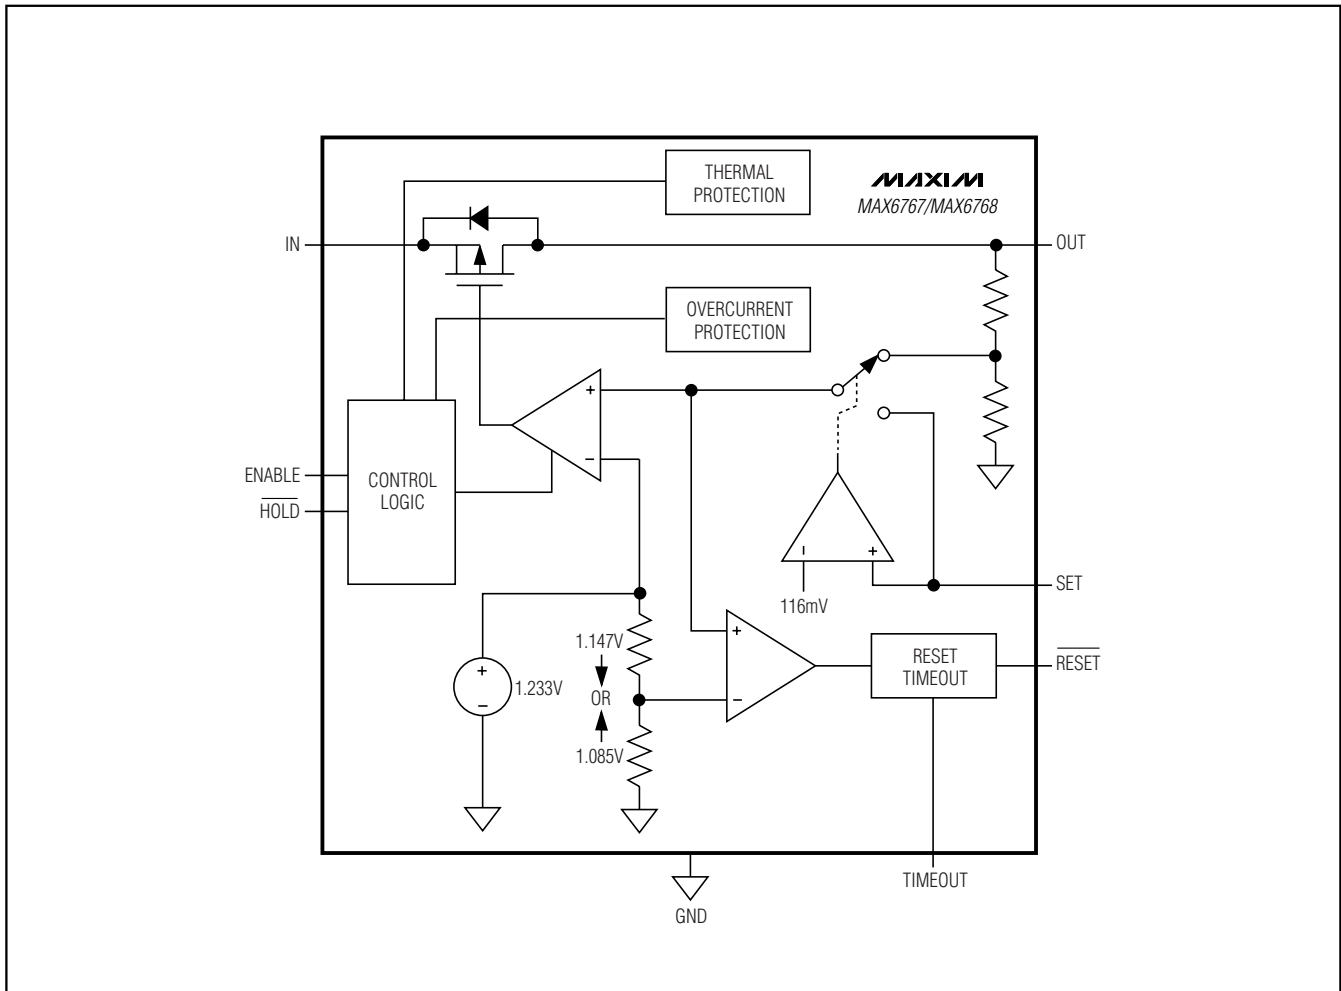 THERMAL
PROTECTION
MAXIM
MAX6767/MAX6768
IN
OUT
OVERCURRENT
PROTECTION
+
−
ENABLE
HOLD
CONTROL
LOGIC
− +
116mV
SET
1.147V
OR
1.085V
+
−
1.233V
+
−
RESET
TIMEOUT
RESET
TIMEOUT
GND